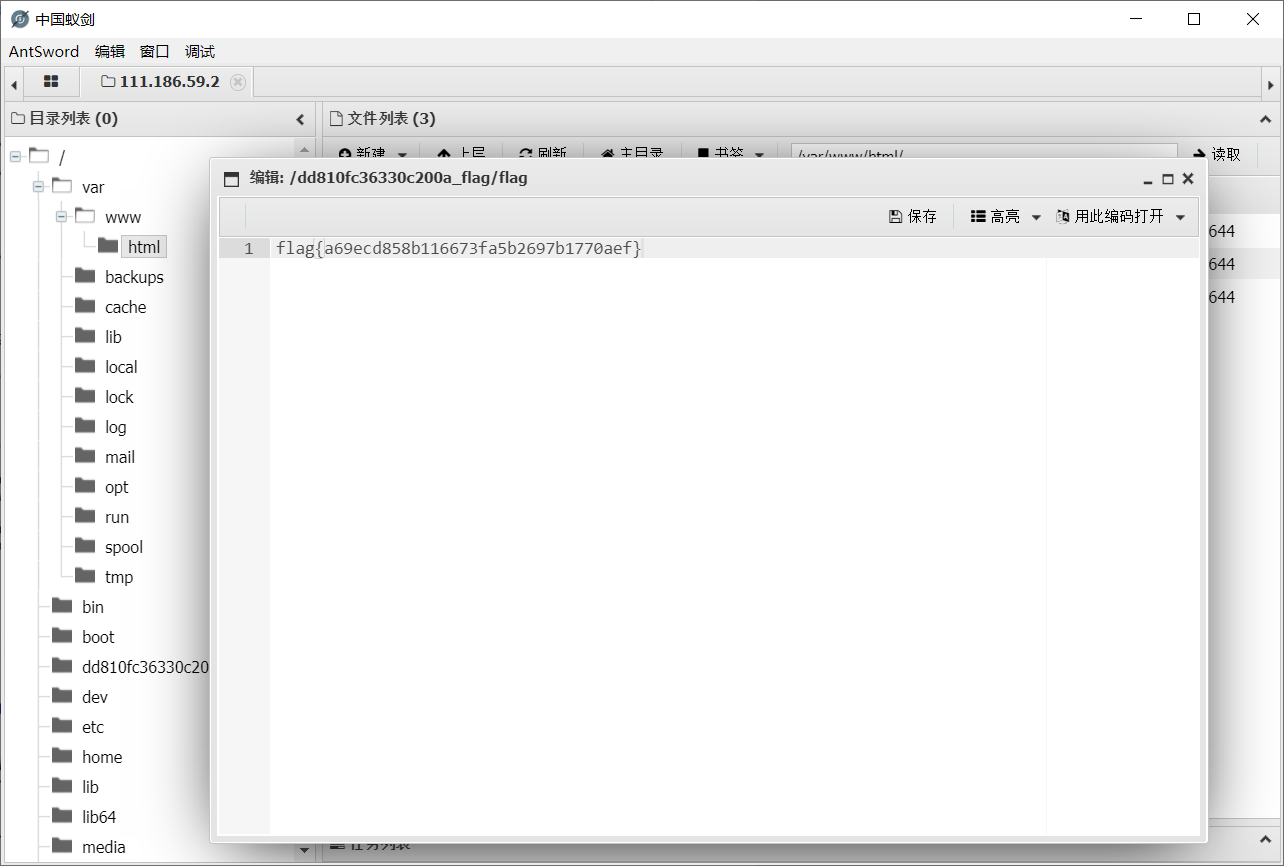 中国蚁剑
AntSword 编辑 窗口 调试
111.186.59.2
目录列表 (0)
文件列表 (3)
新建 上层 刷新 主目录 书签 /var/www/html/ 读取
编辑: /dd810fc36330c200a_flag/flag
保存 高亮 用此编码打开
1 flag{a69ecd858b116673fa5b2697b1770aef}
/
var
www
html
backups
cache
lib
local
lock
log
mail
opt
run
spool
tmp
bin
boot
dd810fc36330c20
dev
etc
home
lib
lib64
media
644
644
644
任务列表